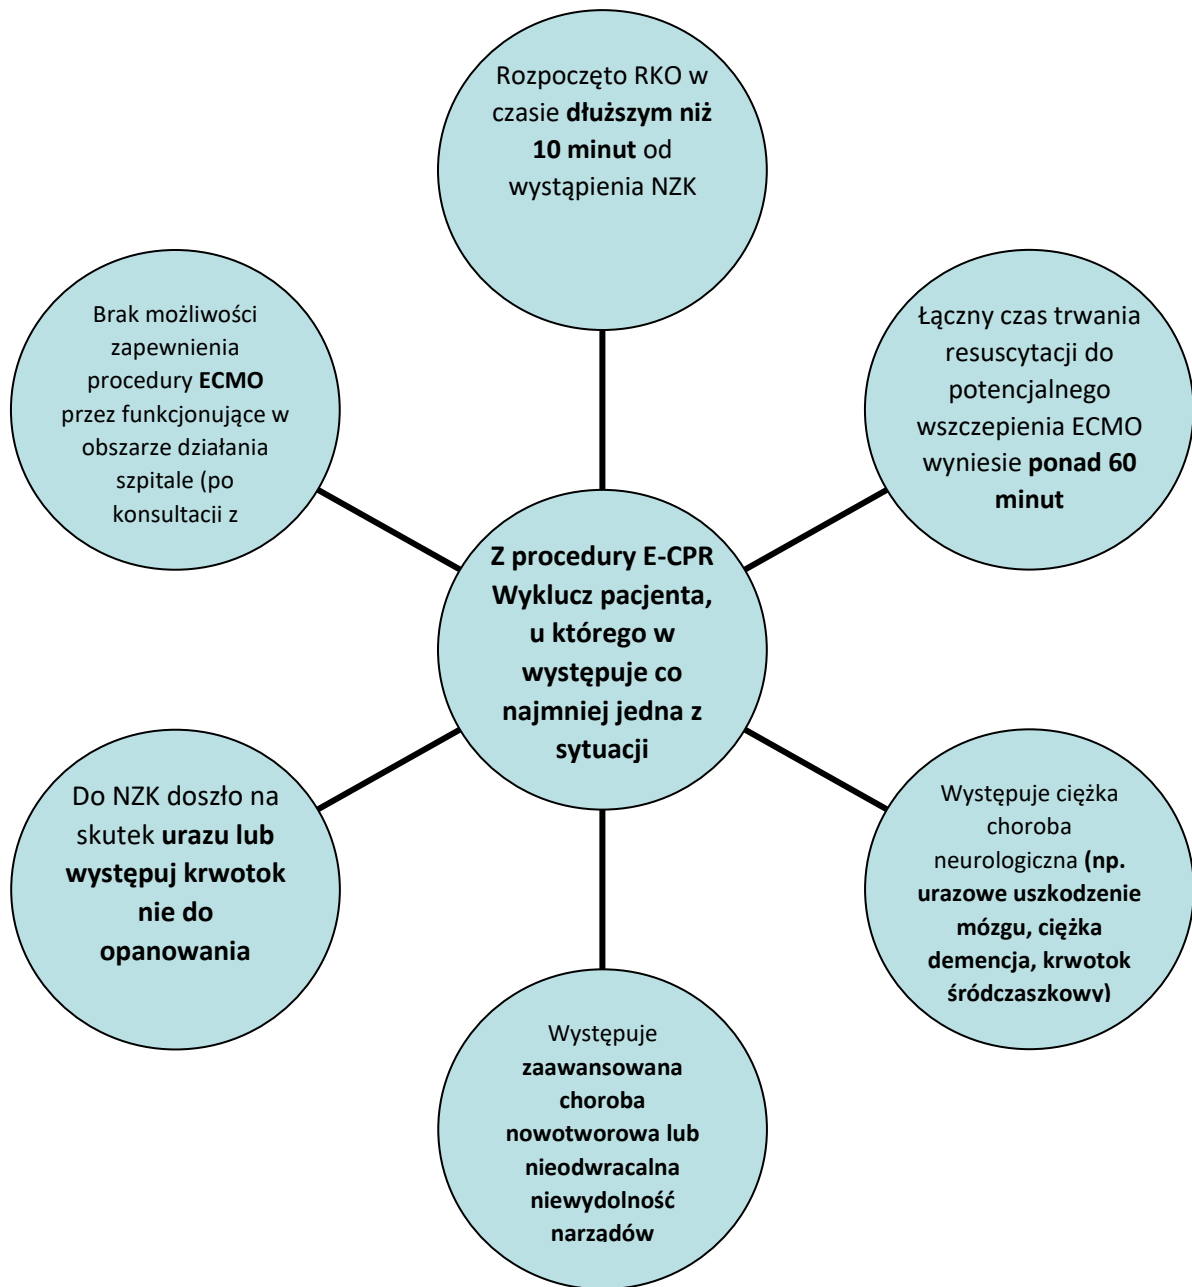 Rozpoczęto RKO w
czasie dłuższym niż
10 minut od
wystąpienia NZK
Brak możliwości
zapewnienia
procedury ECMO
przez funkcjonujące w
obszarze działania
szpitale (po
konsultacji z
Łączny czas trwania
resuscytacji do
potencjalnego
wszczepienia ECMO
wyniesie ponad 60
minut
Z procedury E-CPR
Wyklucz pacjenta,
u którego w
występuje co
najmniej jedna z
sytuacji
Do NZK doszło na
skutek urazu lub
występuj krwotok
nie do
opanowania
Występuje ciężka
choroba
neurologiczna (np.
urazowe uszkodzenie
mózgu, ciężka
demencja, krwotok
śródczaszkowy)
Występuje
zaawansowana
choroba
nowotworowa lub
nieodwracalna
niewydolność
narządów